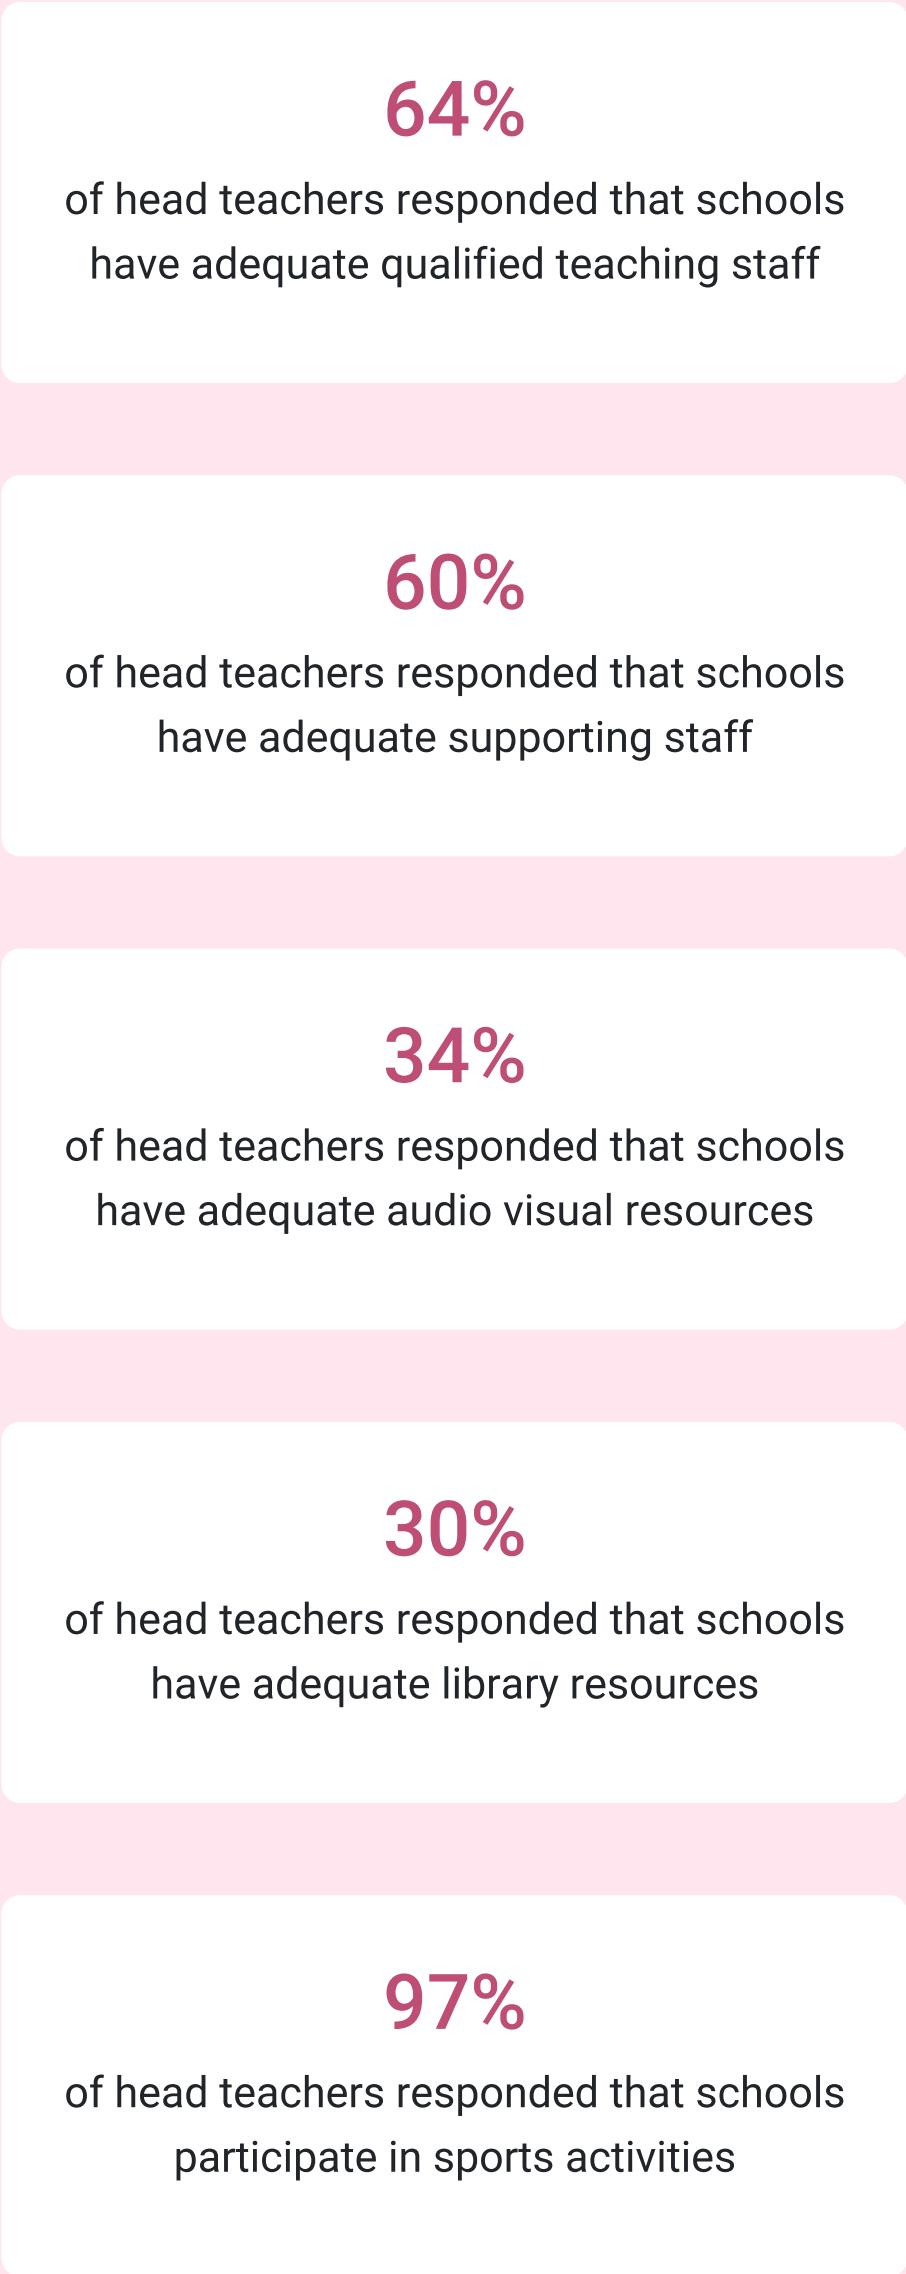 64%
of head teachers responded that schools
have adequate qualified teaching staff
60%
of head teachers responded that schools
have adequate supporting staff
34%
of head teachers responded that schools
have adequate audio visual resources
30%
of head teachers responded that schools
have adequate library resources
97%
of head teachers responded that schools
participate in sports activities